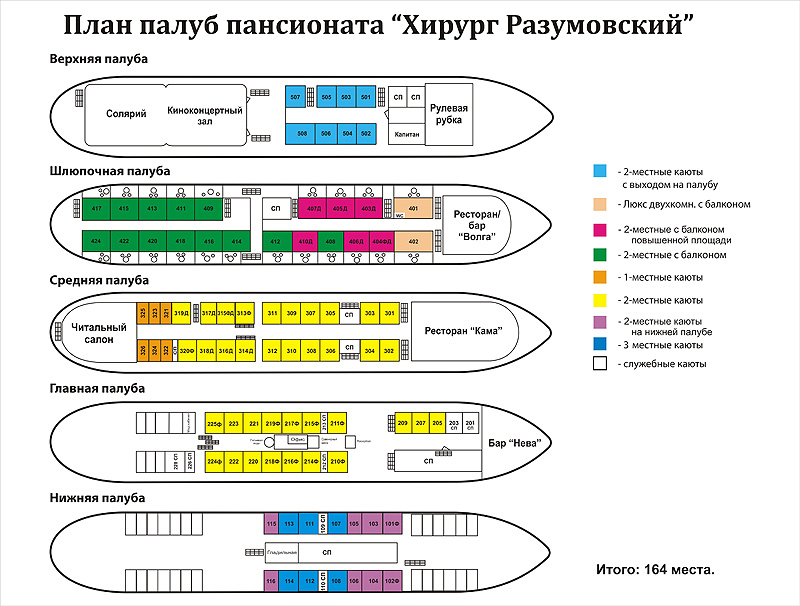 План палуб пансионата “Хирург Разумовский”
Верхняя палуба
Солярий
Киноконцертный
зал
507 505 503 501
СП СП
508 506 504 502
Капитан
Рулевая
рубка
Шлюпочная палуба
417 415 413 411 409
СП
407Д 405Д 403Д
401
WC
424 422 420 418 416 414
412 410Д 408 406Д 404ФД 402
Ресторан/
бар
“Волга”
Средняя палуба
Читальный
салон
325 323 321 319Д 317Д 315Д 313Ф
311 309 307 305 СП 303 301
326 324 322 СП 320Ф 318Д 316Д 314Д
312 310 308 306 СП 304 302
Ресторан “Кама”
Главная палуба
225Ф 223 221 219Ф 217Ф 215Ф 213 СП 211Ф
209 207 205 203 СП 201 СП
Офис
228 СП 226 СП
224Ф 222 220 218Ф 216Ф 214Ф 212 СП 210Ф
СП
Бар “Нева”
Нижняя палуба
115 113 111 109 СП 107 105 103 101Ф
Гладильная
СП
116 114 112 110 СП 108 106 104 102Ф
- 2-местные каюты
с выходом на палубу
- Люкс двухкомн. с балконом
- 2-местные с балконом
повышенной площади
- 2-местные с балконом
- 1-местные каюты
- 2-местные каюты
- 2-местные каюты
на нижней палубе
- 3 местные каюты
- служебные каюты
Итого: 164 места.